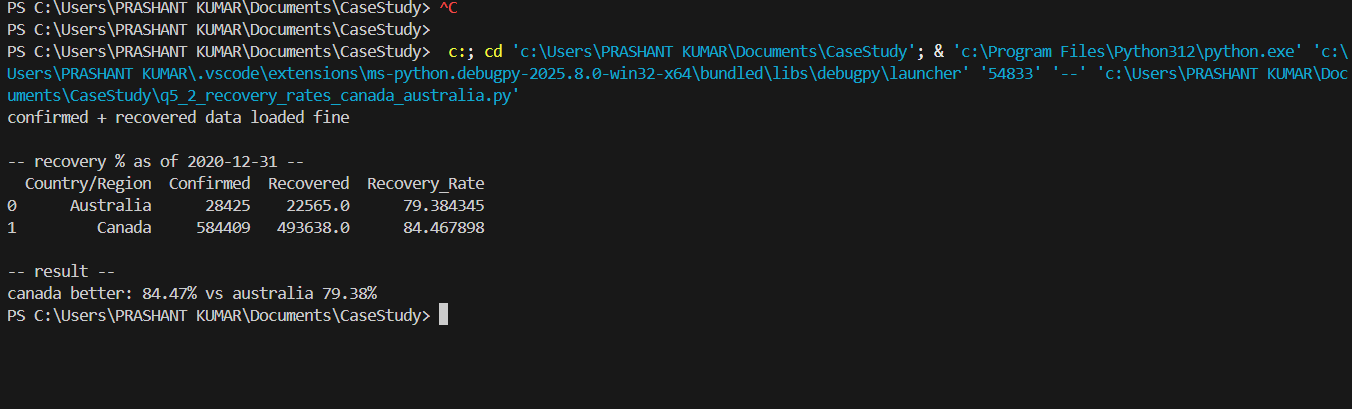 PS C:\Users\PRASHANT KUMAR\Documents\CaseStudy> ^C
PS C:\Users\PRASHANT KUMAR\Documents\CaseStudy>
PS C:\Users\PRASHANT KUMAR\Documents\CaseStudy>  c:; cd 'c:\Users\PRASHANT KUMAR\Documents\CaseStudy'; & 'c:\Program Files\Python312\python.exe' 'c:\
Users\PRASHANT KUMAR\.vscode\extensions\ms-python.debugpy-2025.8.0-win32-x64\bundled\libs\debugpy\launcher' '54833' '--' 'c:\Users\PRASHANT KUMAR\Doc
uments\CaseStudy\q5_2_recovery_rates_canada_australia.py'
confirmed + recovered data loaded fine
-- recovery % as of 2020-12-31 --
  Country/Region  Confirmed  Recovered  Recovery_Rate
0      Australia      28425    22565.0      79.384345
1         Canada     584409   493638.0      84.467898
-- result --
canada better: 84.47% vs australia 79.38%
PS C:\Users\PRASHANT KUMAR\Documents\CaseStudy>